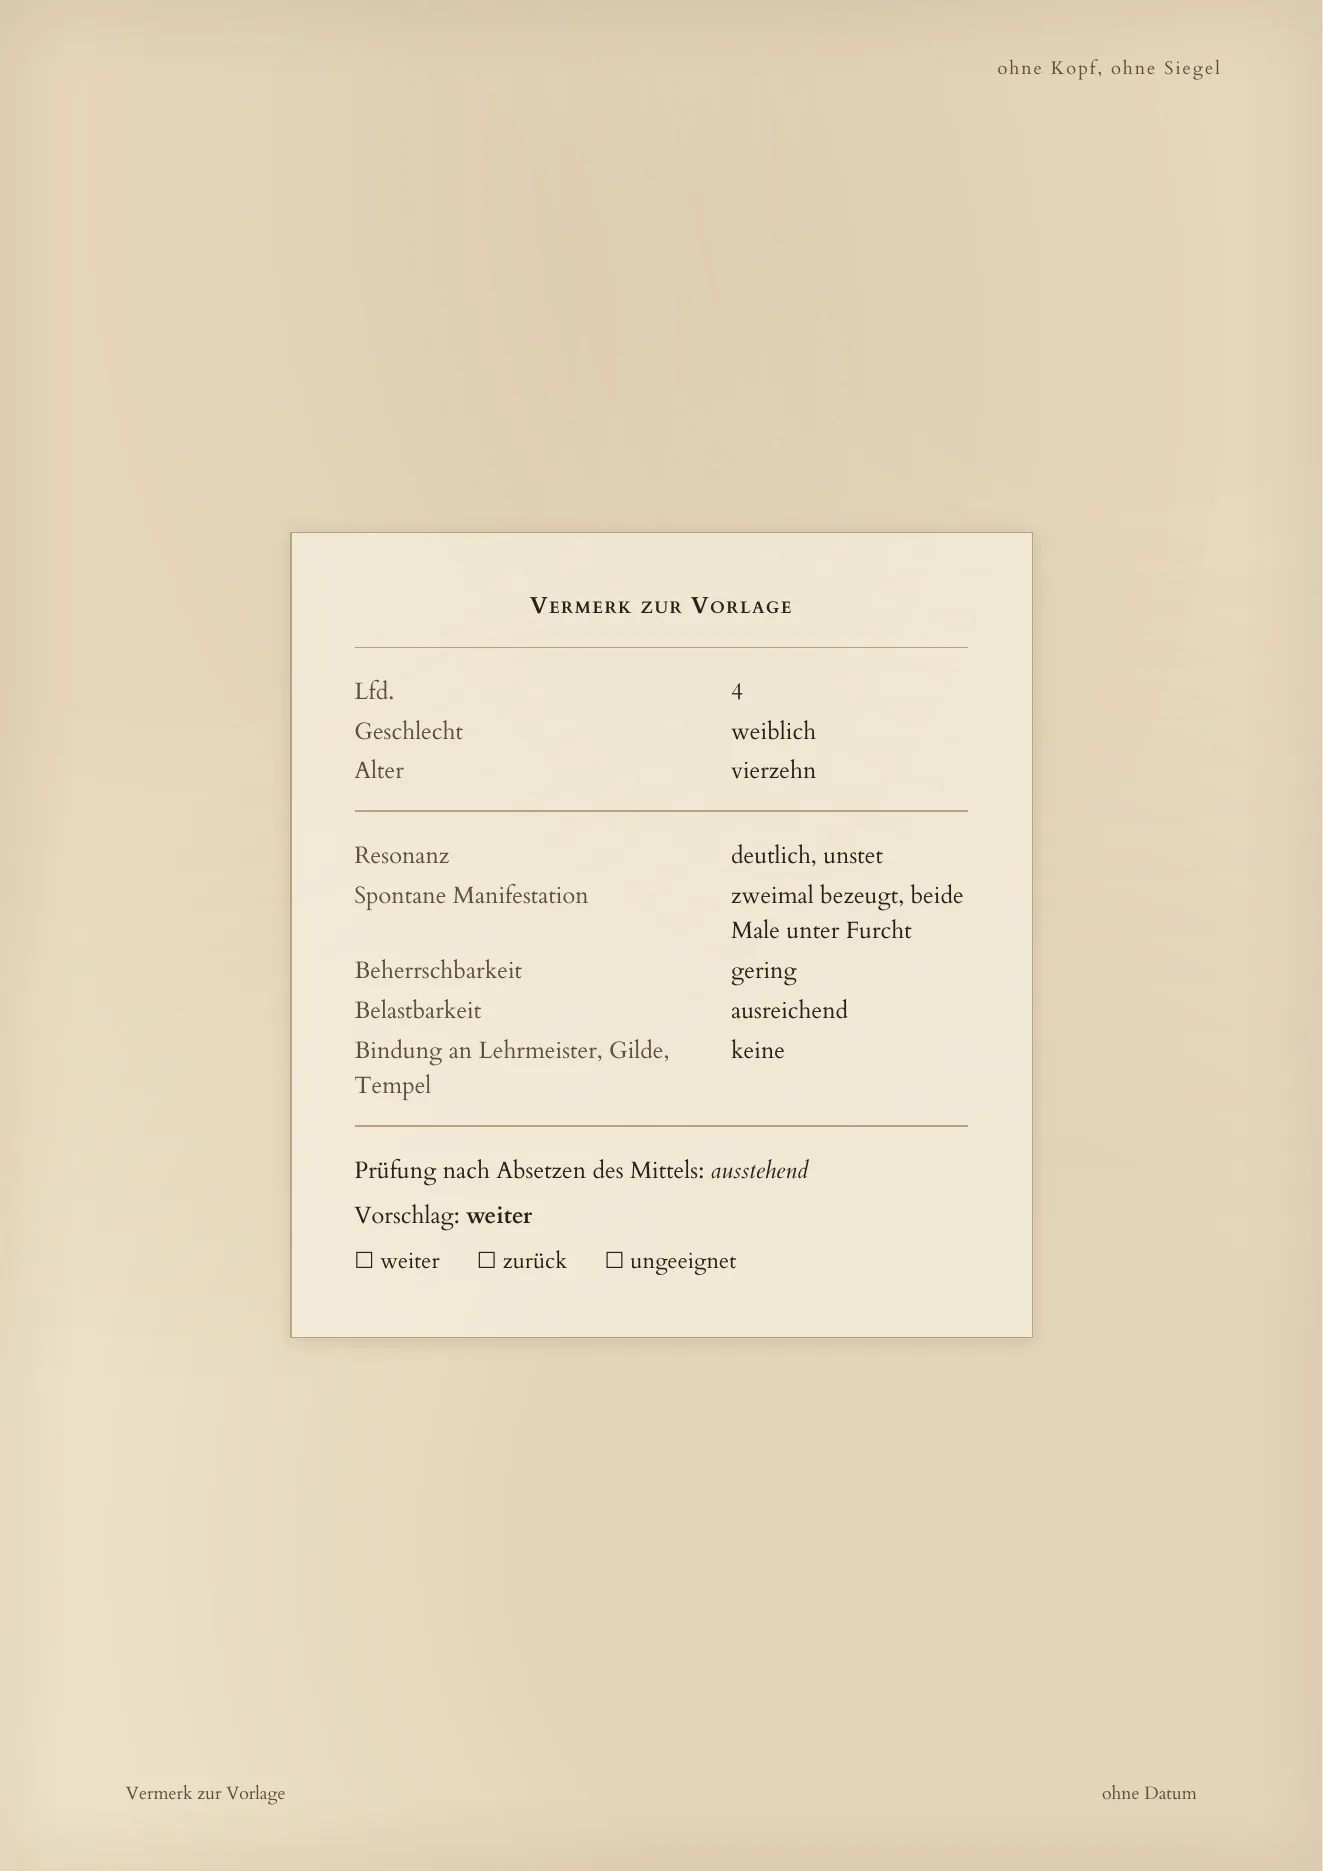 ohne Kopf, ohne Siegel
Vermerk zur Vorlage
Lfd. 4
Geschlecht weiblich
Alter vierzehn
Resonanz deutlich, unstet
Spontane Manifestation zweimal bezeugt, beide
Male unter Furcht
Beherrschbarkeit gering
Belastbarkeit ausreichend
Bindung an Lehrmeister, Gilde, keine
Tempel
Prüfung nach Absetzen des Mittels: ausstehend
Vorschlag: weiter
☐ weiter ☐ zurück ☐ ungeeignet
Vermerk zur Vorlage ohne Datum